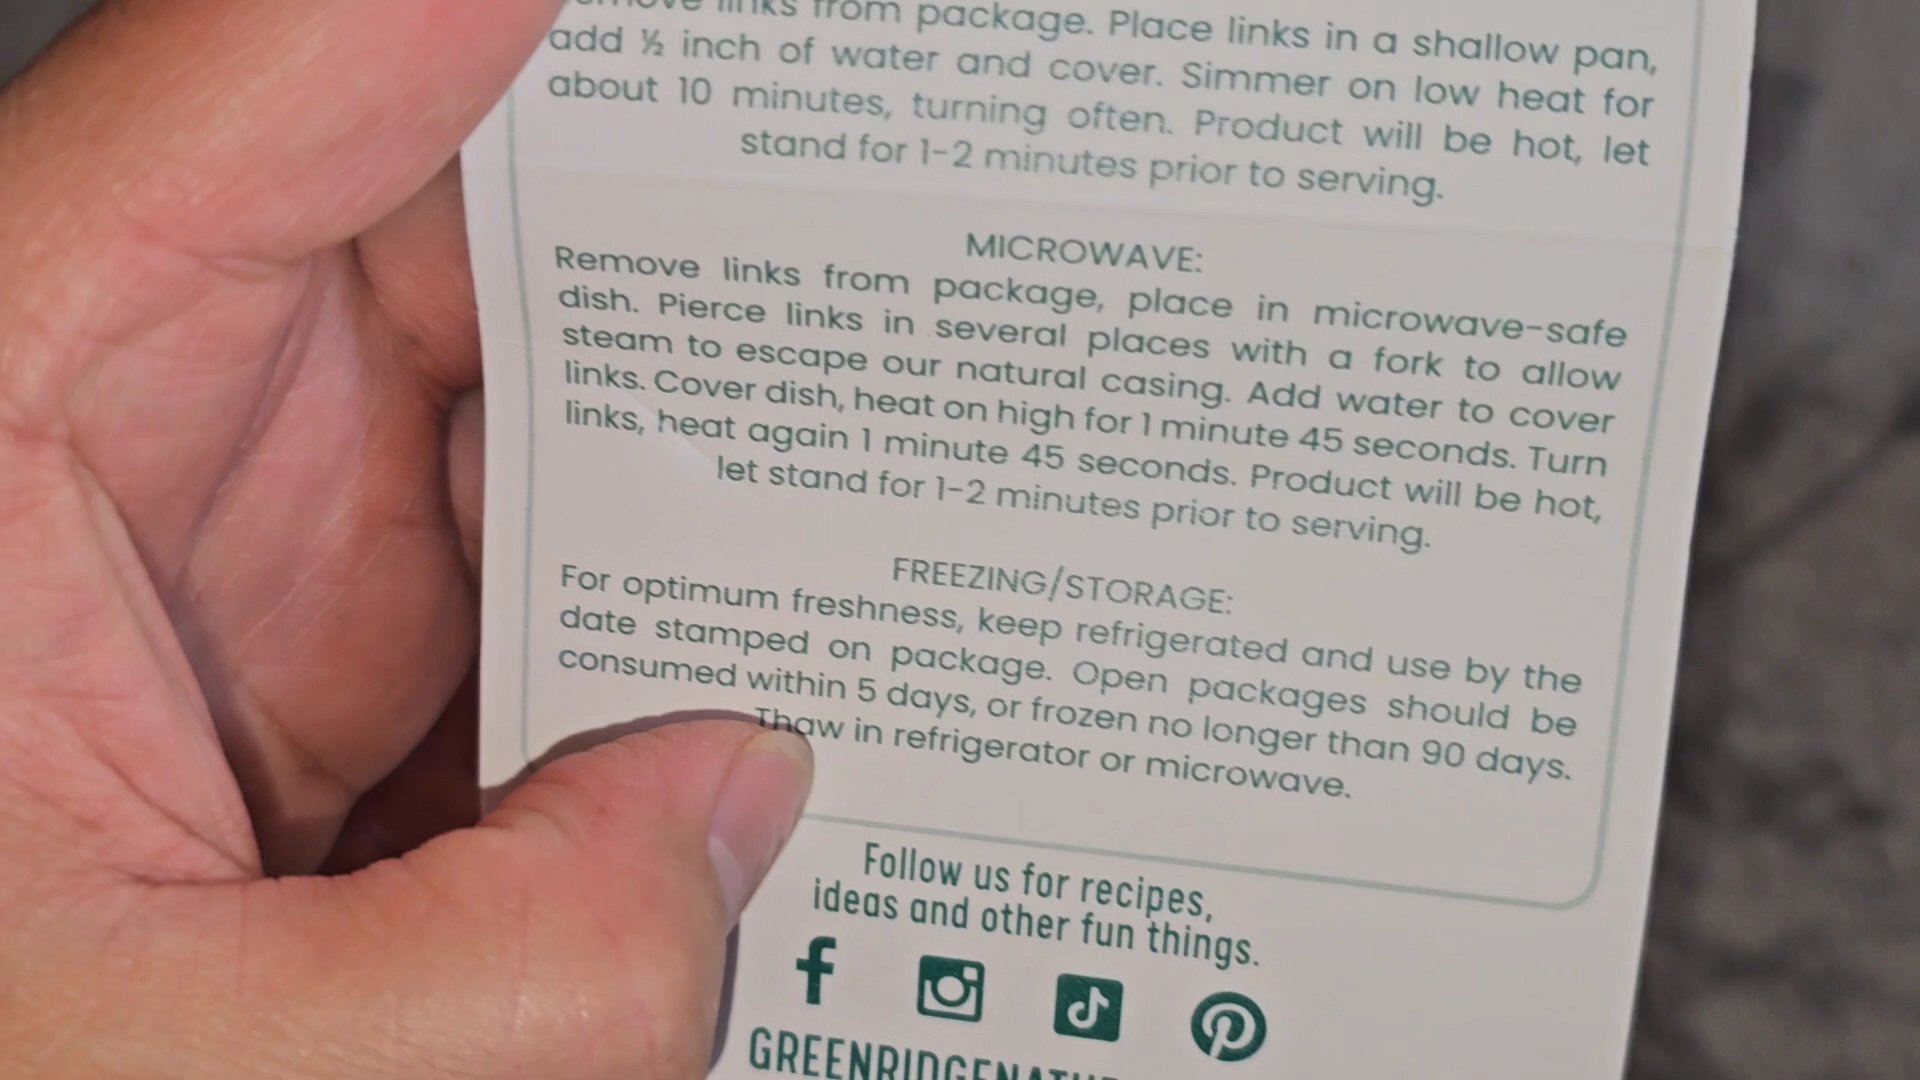 links from package. Place links in a shallow pan,
add ½ inch of water and cover. Simmer on low heat for
about 10 minutes, turning often. Product will be hot, let
stand for 1-2 minutes prior to serving.
MICROWAVE:
Remove links from package, place in microwave-safe
dish. Pierce links in several places with a fork to allow
steam to escape our natural casing. Add water to cover
links. Cover dish, heat on high for 1 minute 45 seconds. Turn
links, heat again 1 minute 45 seconds. Product will be hot,
let stand for 1-2 minutes prior to serving.
FREEZING/STORAGE:
For optimum freshness, keep refrigerated and use by the
date stamped on package. Open packages should be
consumed within 5 days, or frozen no longer than 90 days.
Thaw in refrigerator or microwave.
Follow us for recipes,
ideas and other fun things.